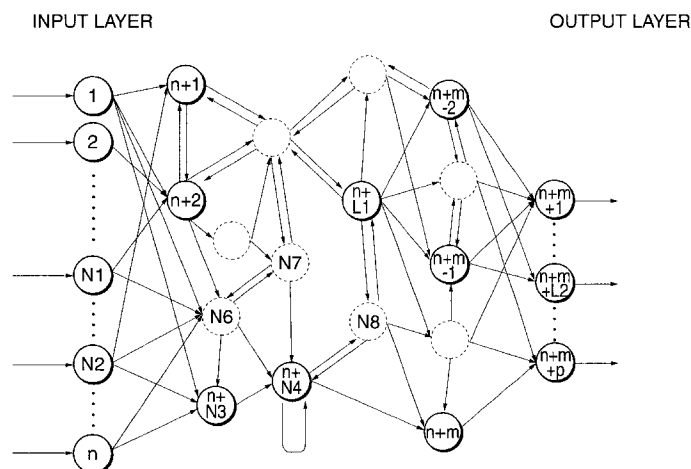 INPUT LAYER
OUTPUT LAYER
1
2
N1
N2
n
n+1
n+2
N6
n+
N3
N7
n+
N4
n+
L1
N8
n+m
-2
n+m
-1
n+m
n+m
+1
n+m
+L2
n+m
+p